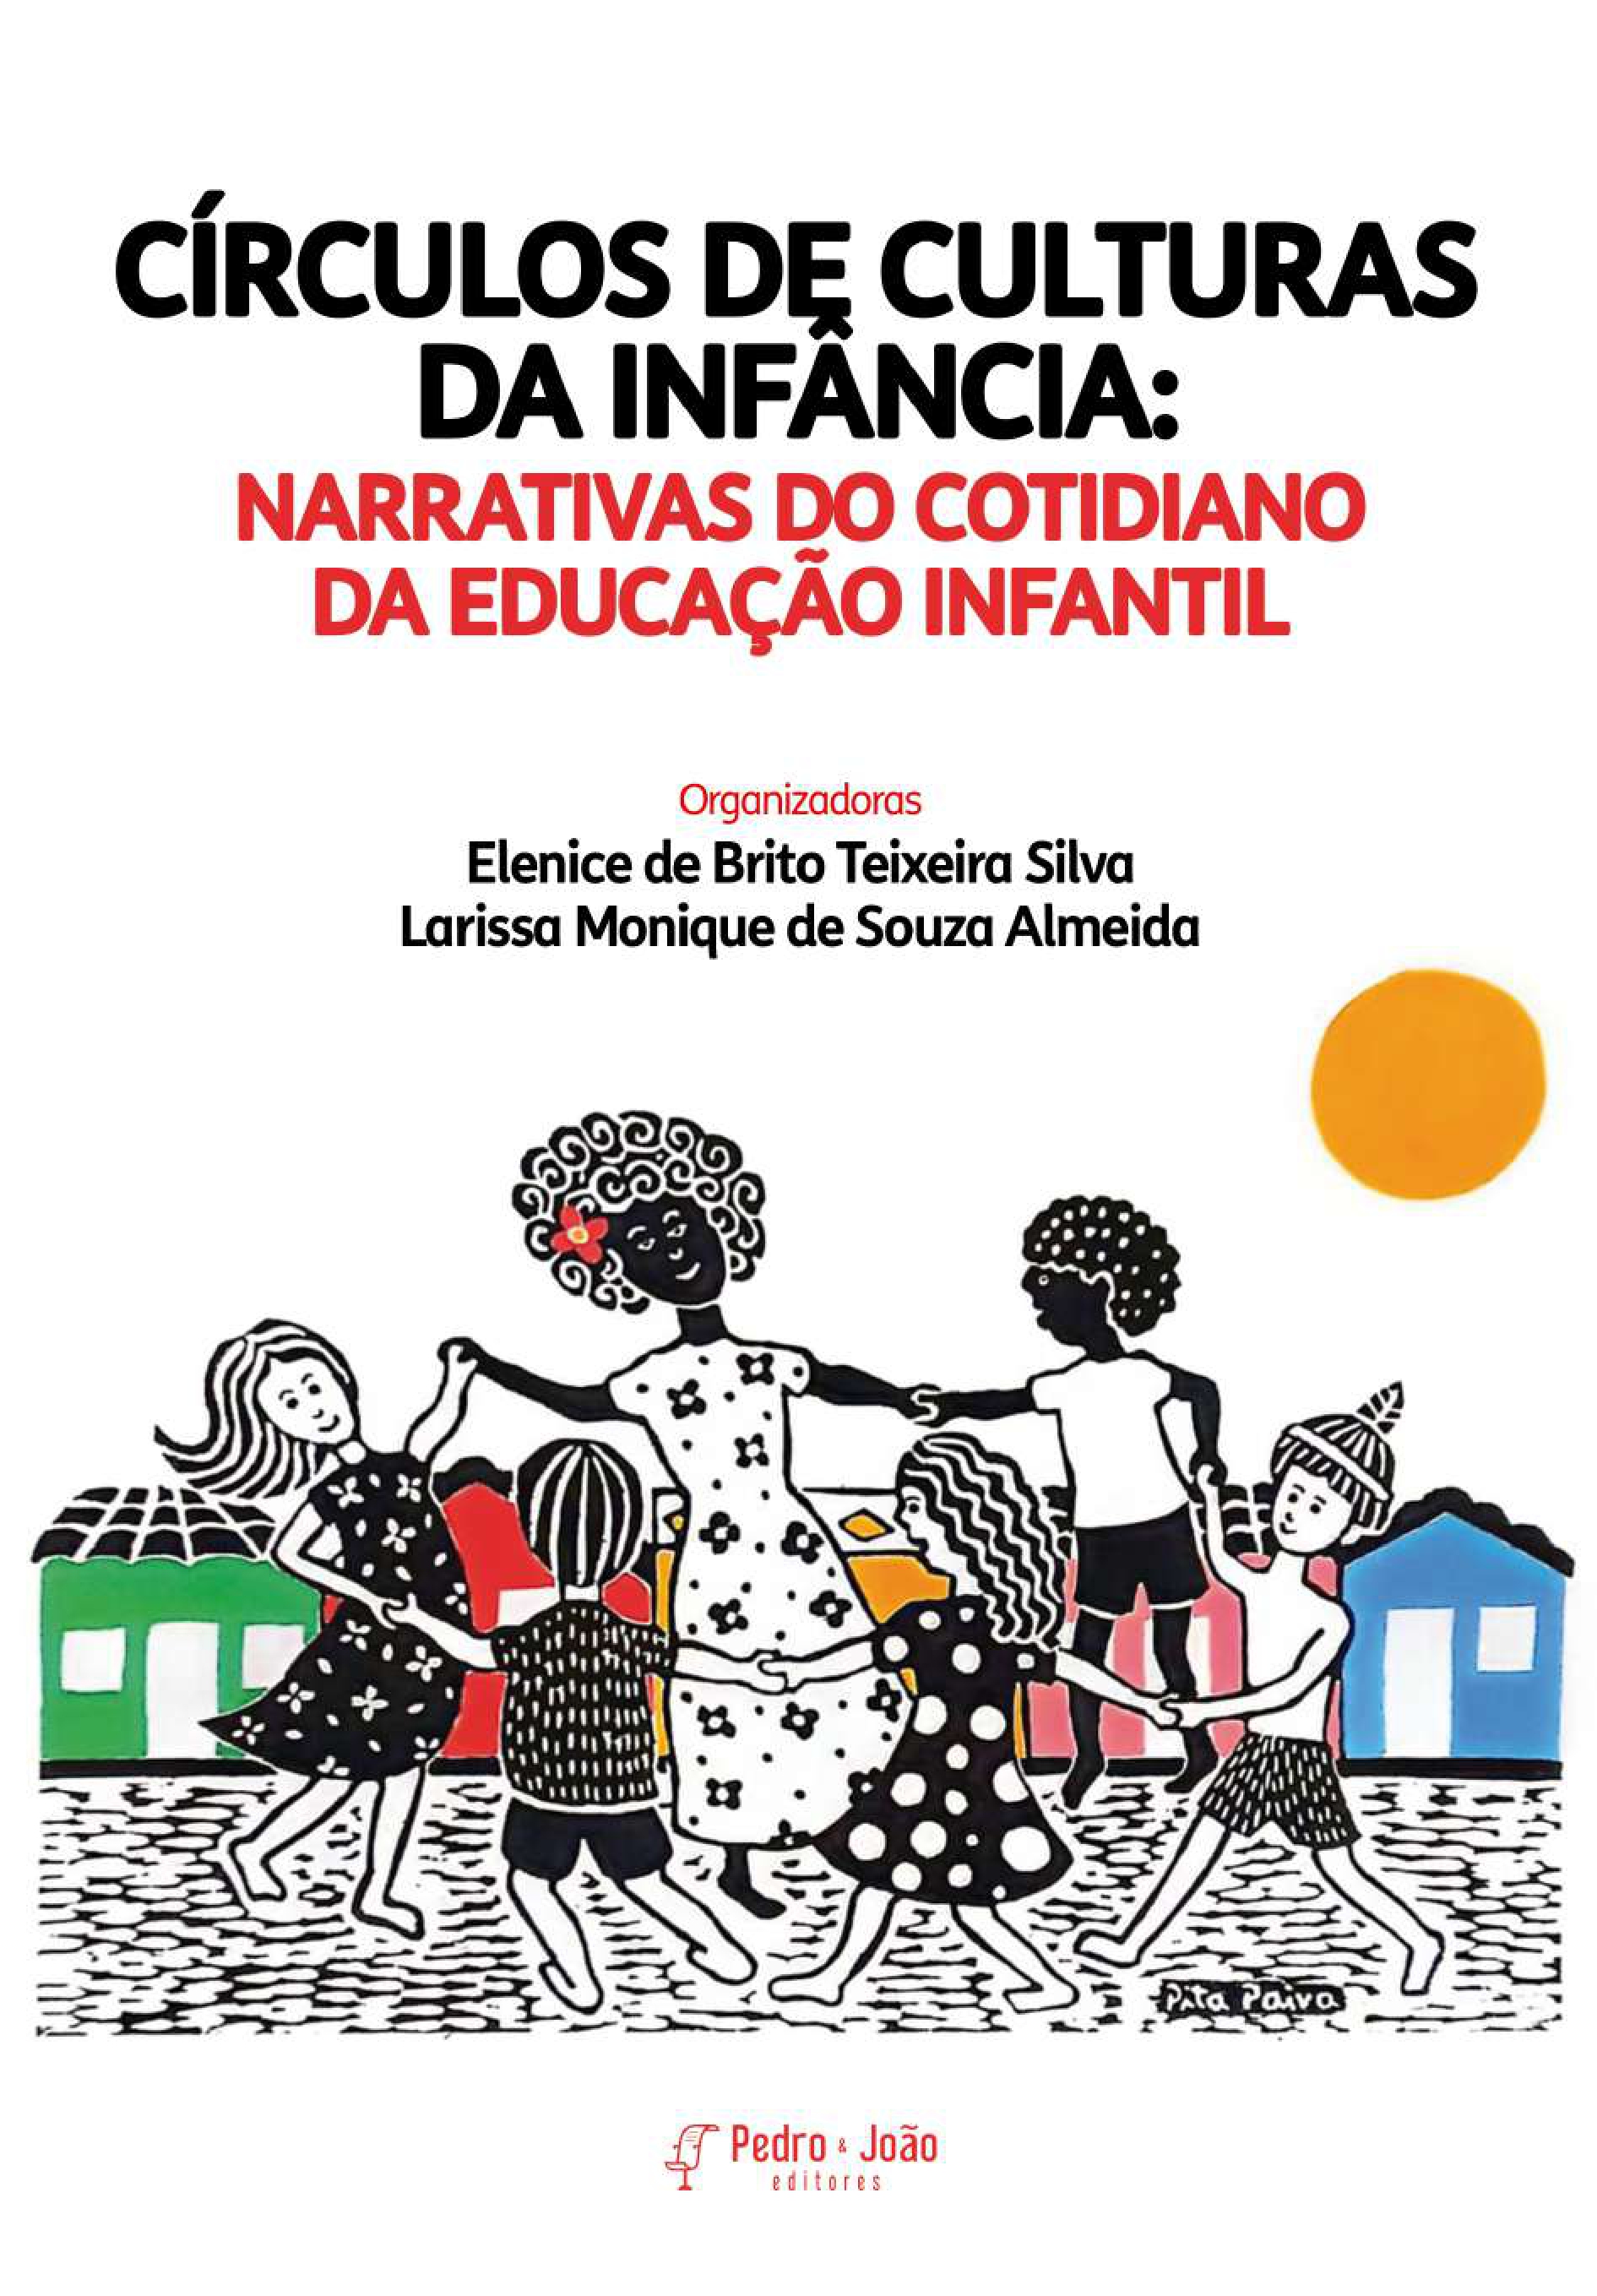 CÍRCULOS DE CULTURAS
DA INFÂNCIA:
NARRATIVAS DO COTIDIANO
DA EDUCAÇÃO INFANTIL
Organizadoras
Elenice de Brito Teixeira Silva
Larissa Monique de Souza Almeida
Pita Paiva
Pedro & João
editores